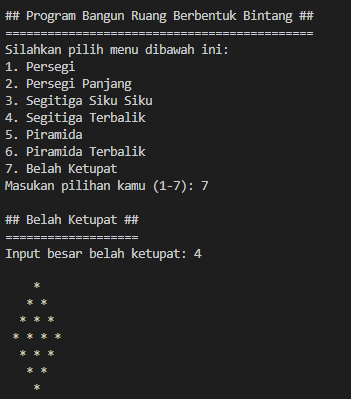 ## Program Bangun Ruang Berbentuk Bintang ##
============================================
Silahkan pilih menu dibawah ini:
1. Persegi
2. Persegi Panjang
3. Segitiga Siku Siku
4. Segitiga Terbalik
5. Piramida
6. Piramida Terbalik
7. Belah Ketupat
Masukan pilihan kamu (1-7): 7

## Belah Ketupat ##
===================
Input besar belah ketupat: 4

    *
   * *
  * * *
 * * * *
  * * *
   * *
    *